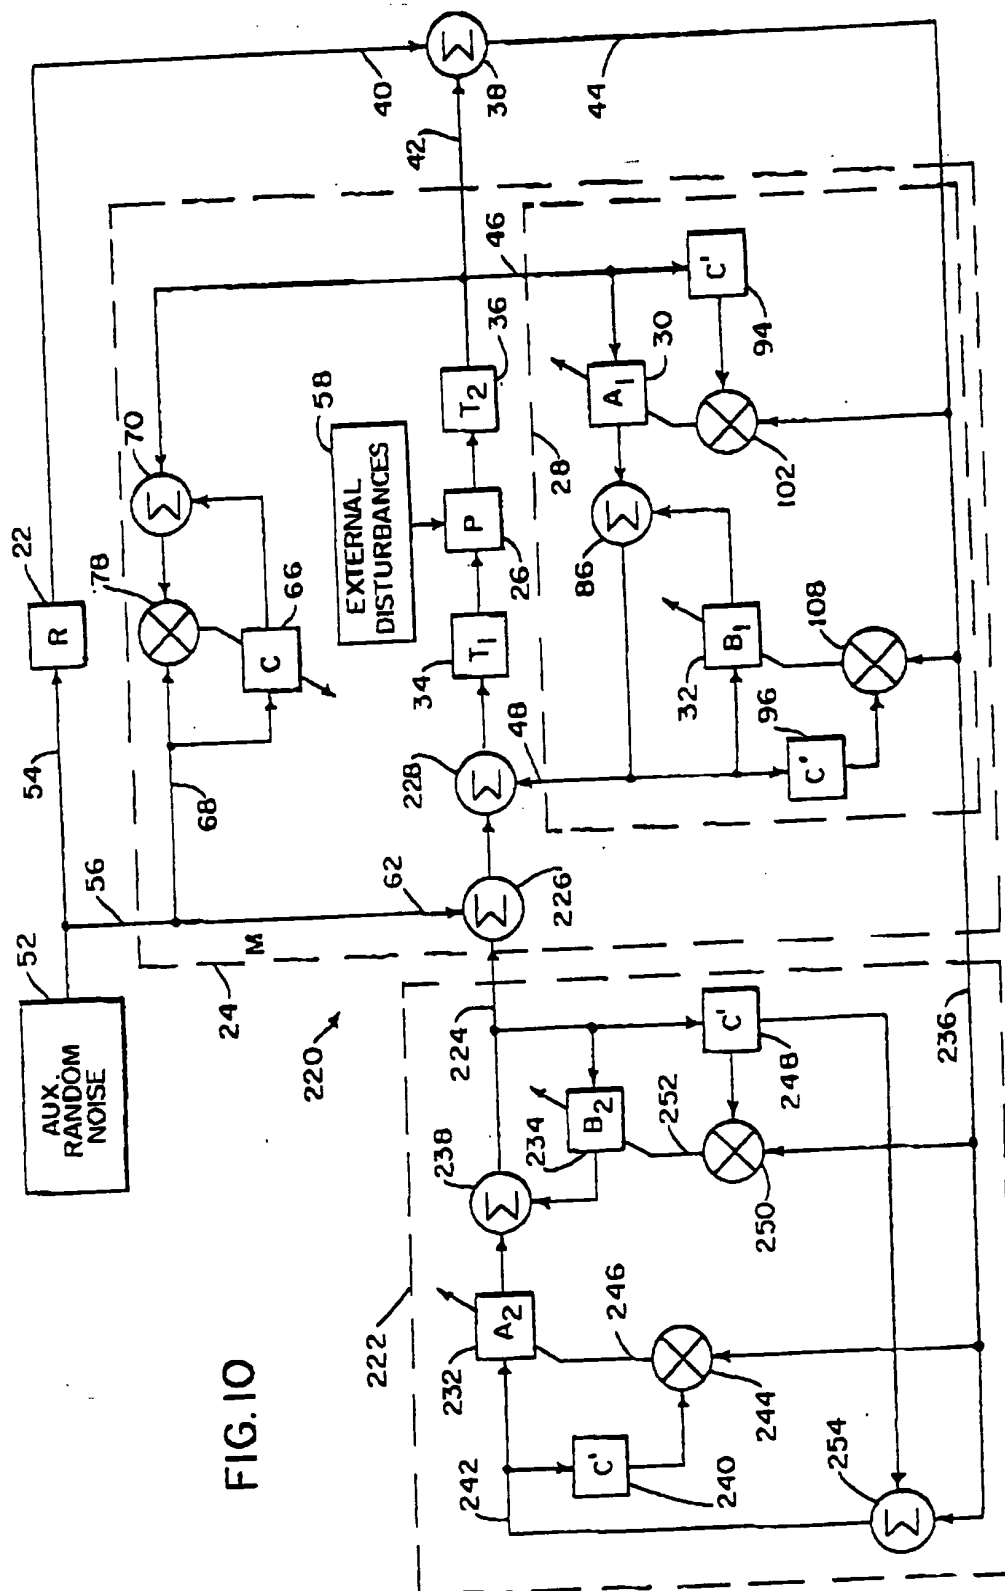 FIG. 10
AUX.
RANDOM
NOISE
52
54
22
R
56
40
Σ
38
44
42
24
M
68
78
70
Σ
66
C
EXTERNAL
DISTURBANCES
58
62
Σ
226
228
Σ
34
T1
P
26
T2
36
46
48
28
86
Σ
A1
30
C'
94
102
32
B1
96
C'
108
220
222
224
238
Σ
A2
232
B2
234
252
C'
248
250
236
246
244
242
C'
240
254
Σ